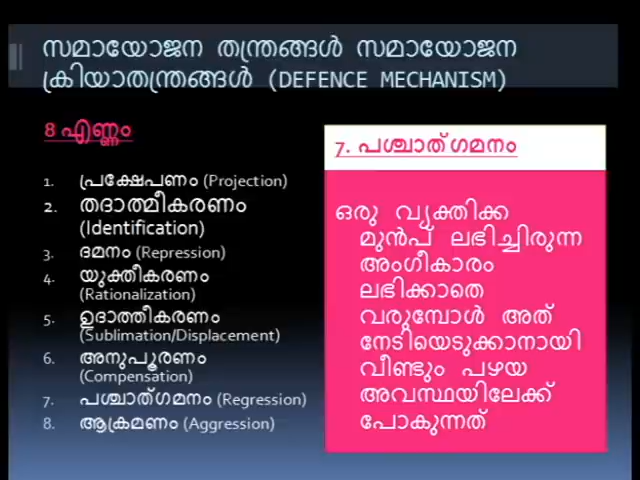 സമായോജന തന്ത്രങ്ങൾ സമായോജന
ക്രിയാതന്ത്രങ്ങൾ (DEFENCE MECHANISM)
8 എണ്ണം
1. പ്രക്ഷേപണം (Projection)
2. തദാത്മീകരണം
(Identification)
3. ദമനം (Repression)
4. യുക്തീകരണം
(Rationalization)
5. ഉദാത്തീകരണം
(Sublimation/Displacement)
6. അനുപൂരണം
(Compensation)
7. പശ്ചാത്ഗമനം (Regression)
8. ആക്രമണം (Aggression)
7. പശ്ചാത്ഗമനം
ഒരു വ്യക്തിക്ക
മുൻപ് ലഭിച്ചിരുന്ന
അംഗീകാരം
ലഭിക്കാതെ
വരുമ്പോൾ അത്
നേടിയെടുക്കാനായി
വീണ്ടും പഴയ
അവസ്ഥയിലേക്ക്
പോകുന്നത്